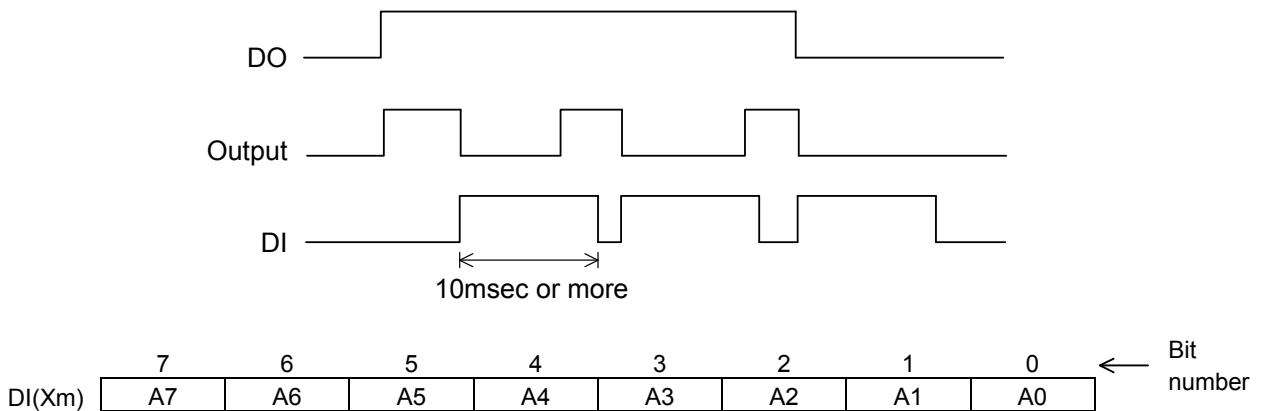 DO
Output
DI
10msec or more
7 6 5 4 3 2 1 0 ← Bit number
DI(Xm) A7 A6 A5 A4 A3 A2 A1 A0